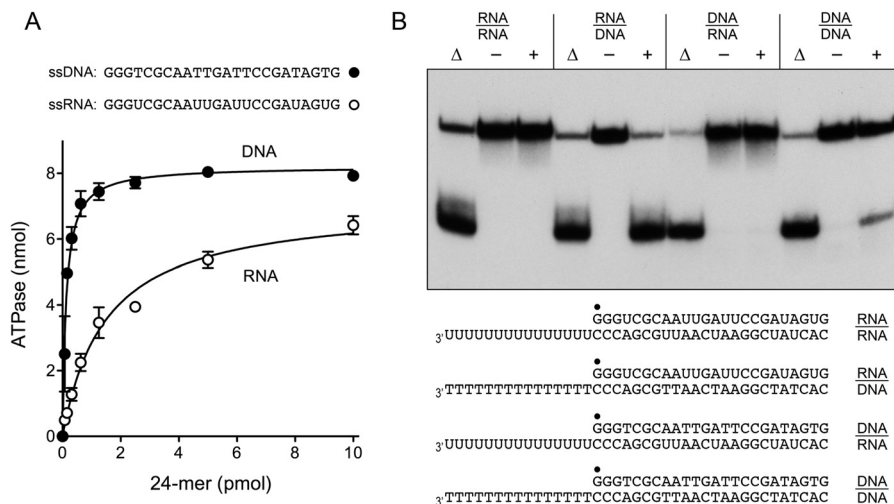 A
ssDNA: GGGTCGCAATTGATTCCGATAGTG
ssRNA: GGGUCGCAAUUGAUUCCGAUAGUG
ATPase (nmol)
8
6
4
2
0
DNA
RNA
0 2 4 6 8 10
24-mer (pmol)
B
RNA RNA DNA DNA
RNA DNA RNA DNA
Δ − + Δ − + Δ − + Δ − +
GGGUCGCAAUUGAUUCCGAUAGUG RNA
3'UUUUUUUUUUUUUUUCCCAGCGUUAACUAAGGCUAUCAC RNA
GGGUCGCAAUUGAUUCCGAUAGUG RNA
3'TTTTTTTTTTTTTTTCCCAGCGTTAACTAAGGCTATCAC DNA
GGGTCGCAATTGATTCCGATAGTG DNA
3'UUUUUUUUUUUUUUUCCCAGCGUUAACUAAGGCUAUCAC RNA
GGGTCGCAATTGATTCCGATAGTG DNA
3'TTTTTTTTTTTTTTTCCCAGCGTTAACTAAGGCTATCAC DNA